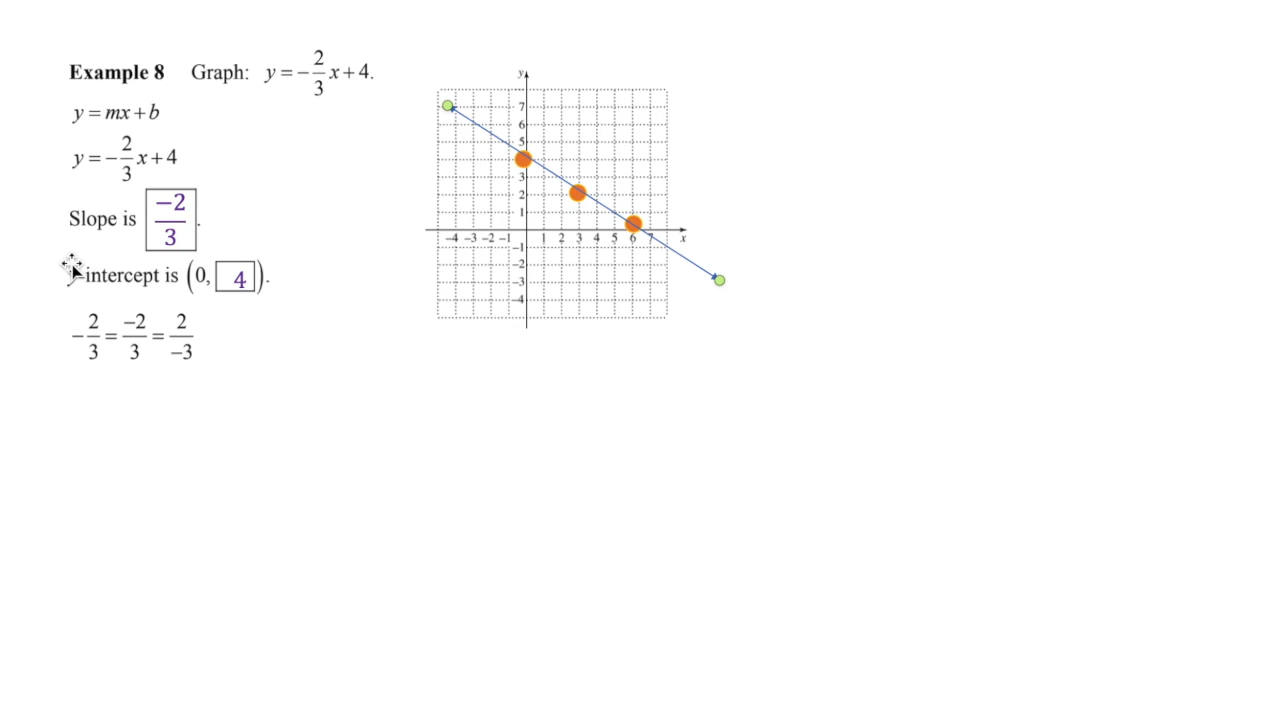 Example 8 Graph: y = −2/3 x + 4.
y = mx + b
y = −2/3 x + 4
Slope is −2/3.
y-intercept is (0, 4).
−2/3 = −2/3 = 2/−3
y
7
6
5
3
2
1
−4 −3 −2 −1 1 2 3 4 5 6 7 x
−1
−2
−3
−4